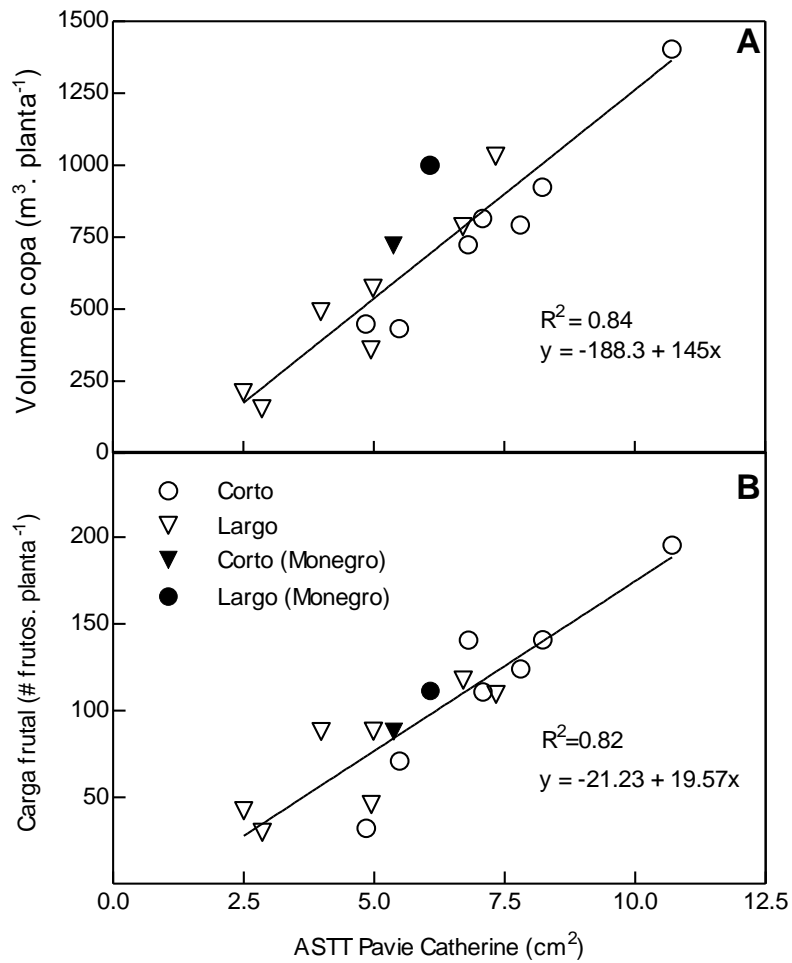 A
Volumen copa (m³. planta⁻¹)
1500
1250
1000
750
500
250
0
R² = 0.84
y = -188.3 + 145x
B
Carga frutal (# frutos. planta⁻¹)
200
150
100
50
Corto
Largo
Corto (Monegro)
Largo (Monegro)
R²=0.82
y = -21.23 + 19.57x
0.0 2.5 5.0 7.5 10.0 12.5
ASTT Pavie Catherine (cm²)